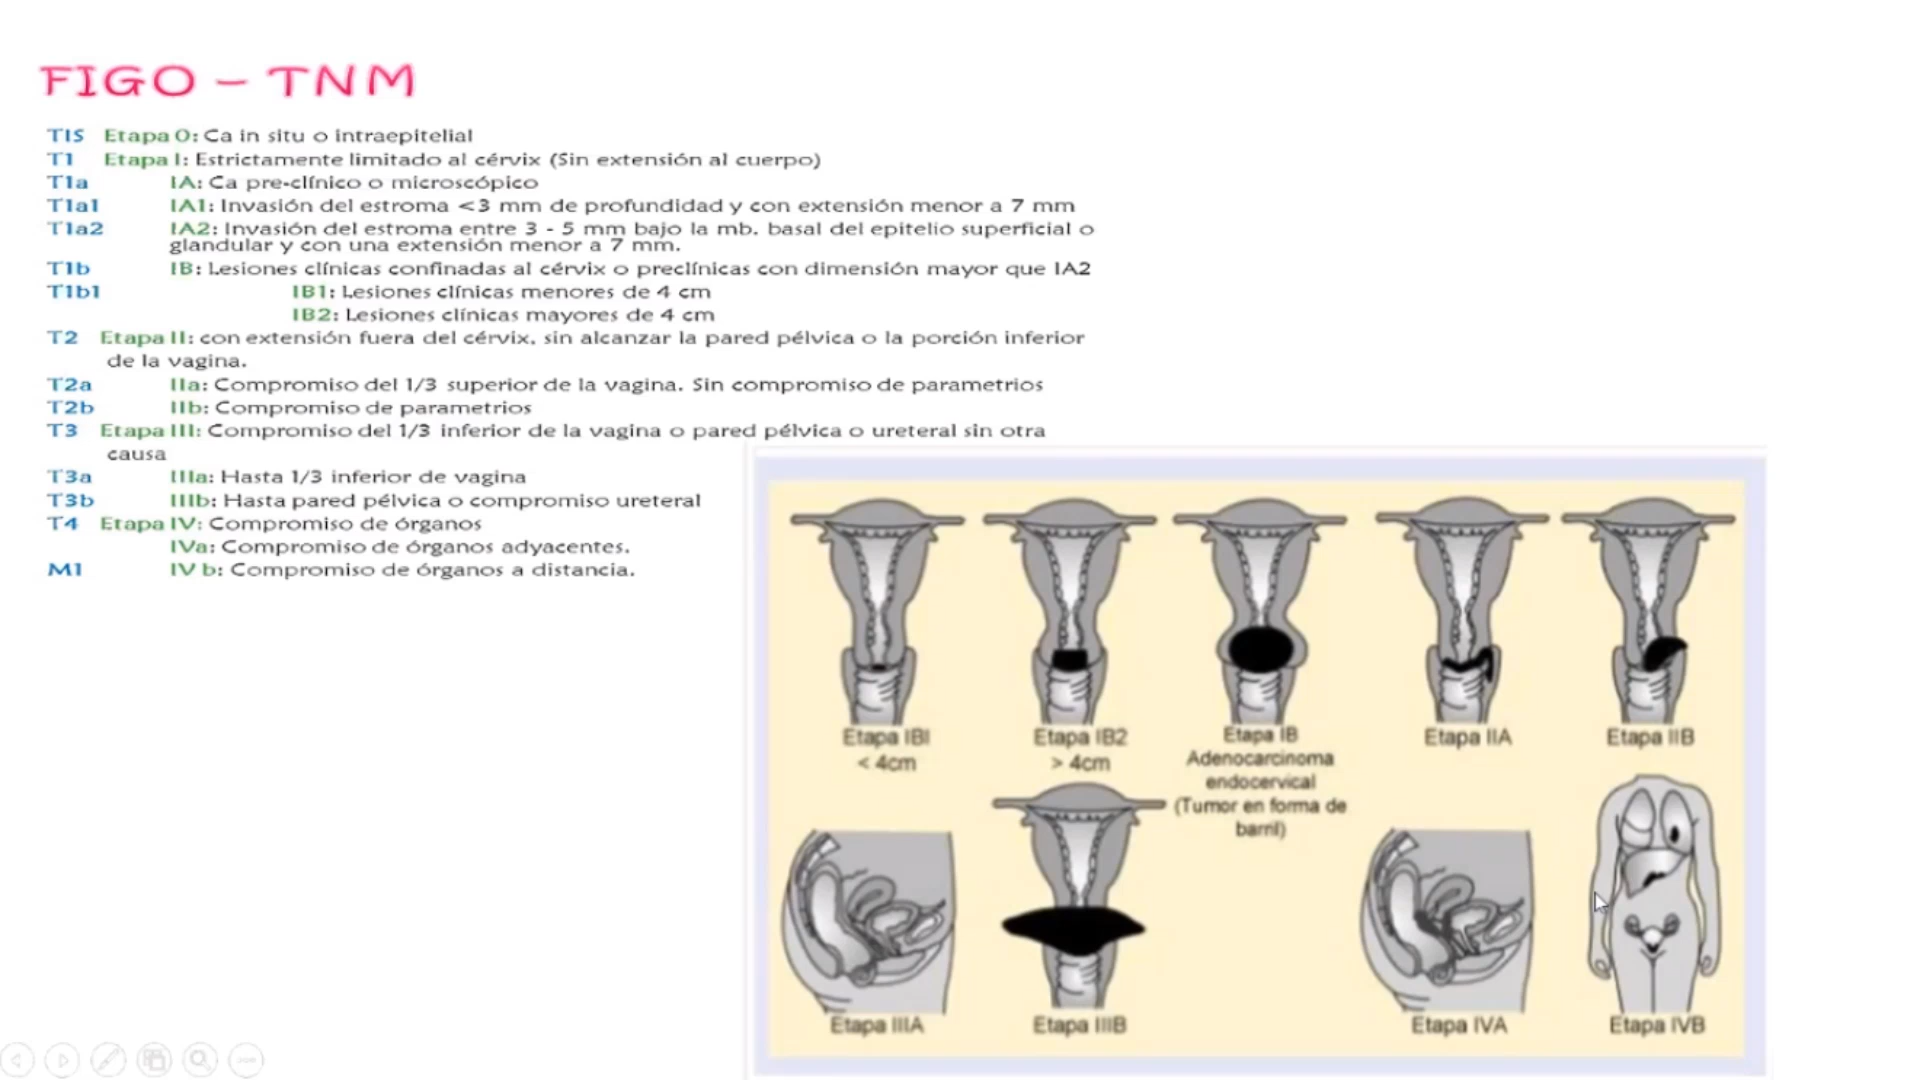 FIGO - TNM
TIS Etapa 0: Ca in situ o intraepitelial
T1 Etapa I: Estrictamente limitado al cérvix (Sin extensión al cuerpo)
T1a IA: Ca pre-clínico o microscópico
T1a1 IA1: Invasión del estroma <3 mm de profundidad y con extensión menor a 7 mm
T1a2 IA2: Invasión del estroma entre 3 - 5 mm bajo la mb. basal del epitelio superficial o
glandular y con una extensión menor a 7 mm.
T1b IB: Lesiones clínicas confinadas al cérvix o preclínicas con dimensión mayor que IA2
T1b1 IB1: Lesiones clínicas menores de 4 cm
IB2: Lesiones clínicas mayores de 4 cm
T2 Etapa II: con extensión fuera del cérvix, sin alcanzar la pared pélvica o la porción inferior
de la vagina.
T2a IIa: Compromiso del 1/3 superior de la vagina. Sin compromiso de parametrios
T2b IIb: Compromiso de parametrios
T3 Etapa III: Compromiso del 1/3 inferior de la vagina o pared pélvica o ureteral sin otra
causa
T3a IIIa: Hasta 1/3 inferior de vagina
T3b IIIb: Hasta pared pélvica o compromiso ureteral
T4 Etapa IV: Compromiso de órganos
IVa: Compromiso de órganos adyacentes.
M1 IV b: Compromiso de órganos a distancia.
Etapa IBI
< 4cm
Etapa IB2
> 4cm
Etapa IB
Adenocarcinoma
endocervical
(Tumor en forma de
barril)
Etapa IIA
Etapa IIB
Etapa IIIA
Etapa IIIB
Etapa IVA
Etapa IVB